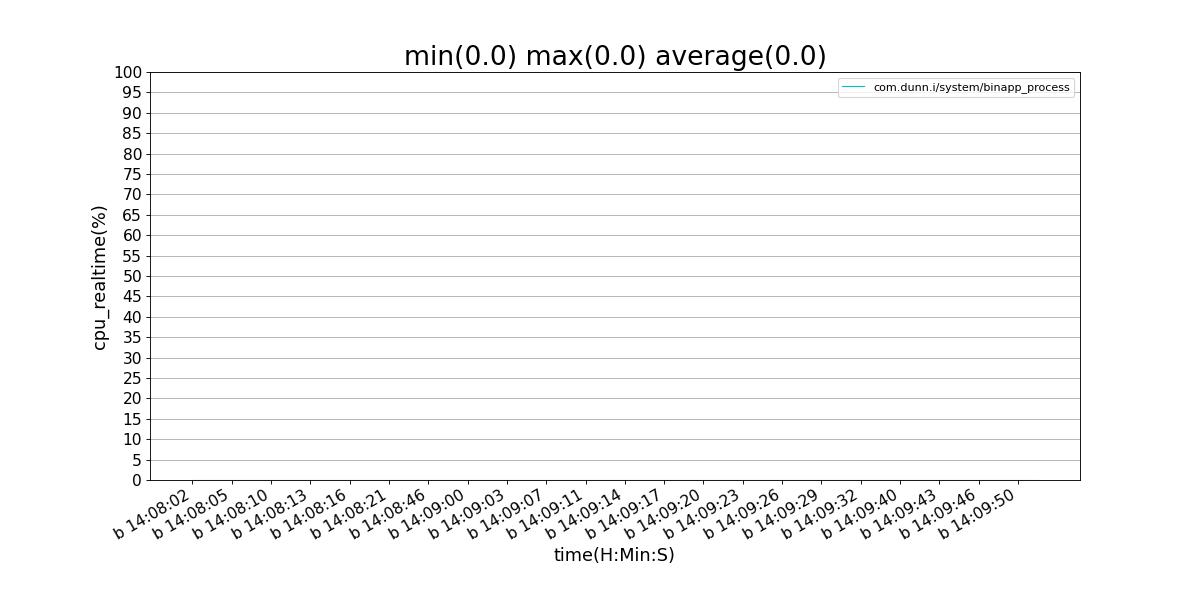 min(0.0) max(0.0) average(0.0)
com.dunn.i/system/binapp_process
cpu_realtime(%)
100
95
90
85
80
75
70
65
60
55
50
45
40
35
30
25
20
15
10
5
0
b 14:08:02
b 14:08:05
b 14:08:10
b 14:08:13
b 14:08:16
b 14:08:21
b 14:08:46
b 14:09:00
b 14:09:03
b 14:09:07
b 14:09:11
b 14:09:14
b 14:09:17
b 14:09:20
b 14:09:23
b 14:09:26
b 14:09:29
b 14:09:32
b 14:09:40
b 14:09:43
b 14:09:46
b 14:09:50
time(H:Min:S)